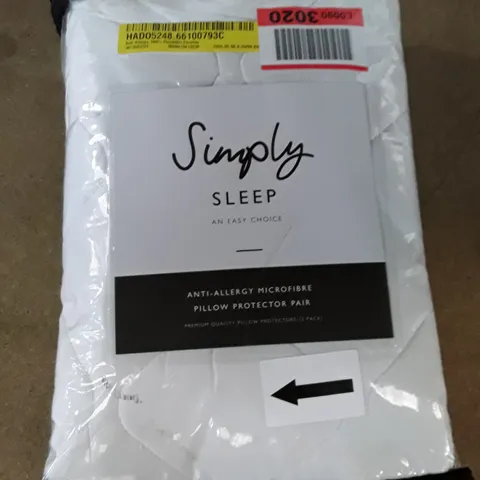 HAD05248 66100793C
3020
Simply
SLEEP
AN EASY CHOICE
ANTI-ALLERGY MICROFIBRE
PILLOW PROTECTOR PAIR
PREMIUM QUALITY PILLOW PROTECTORS (2 PACK)